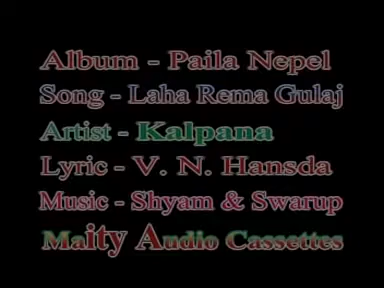 Album - Paila Nepel
Song - Laha Rema Gulaj
Artist - Kalpana
Lyric - V. N. Hansda
Music - Shyam & Swarup
Maity Audio Cassettes